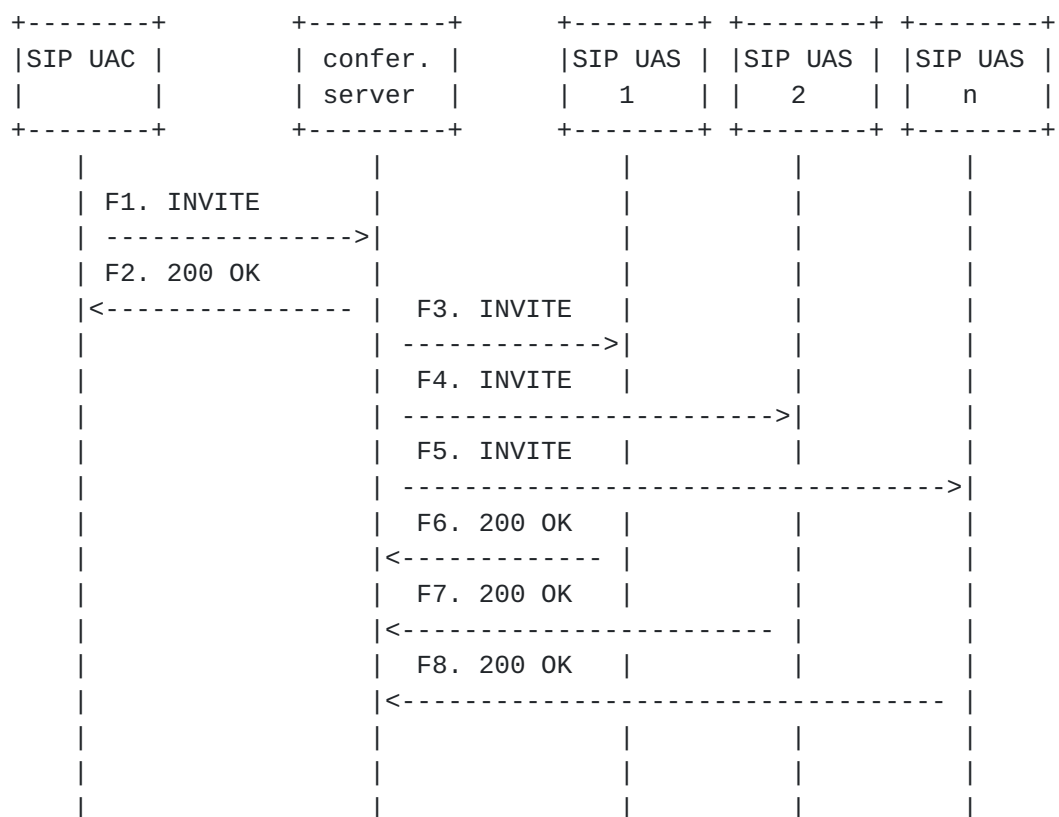 SIP UAC confer. SIP UAS SIP UAS SIP UAS
server 1 2 n
F1. INVITE
F2. 200 OK
F3. INVITE
F4. INVITE
F5. INVITE
F6. 200 OK
F7. 200 OK
F8. 200 OK